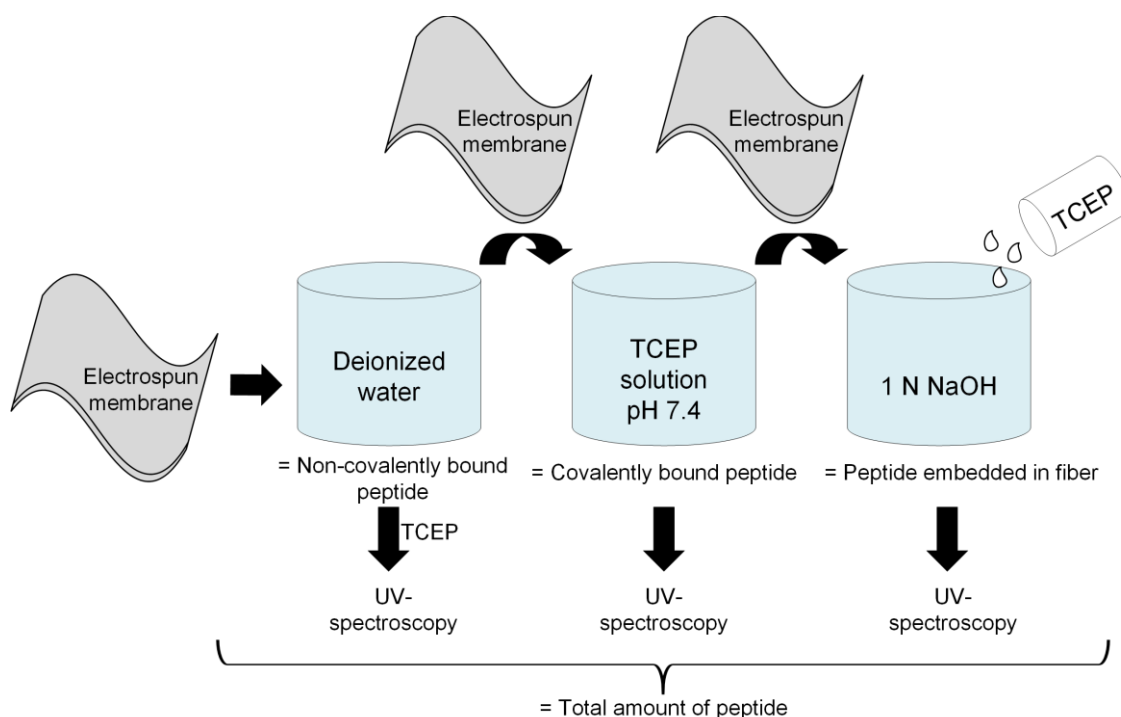 Electrospun
membrane
Electrospun
membrane
TCEP
Electrospun
membrane
Deionized
water
TCEP
solution
pH 7.4
1 N NaOH
= Non-covalently bound
peptide
= Covalently bound peptide
= Peptide embedded in fiber
TCEP
UV-
spectroscopy
UV-
spectroscopy
UV-
spectroscopy
= Total amount of peptide